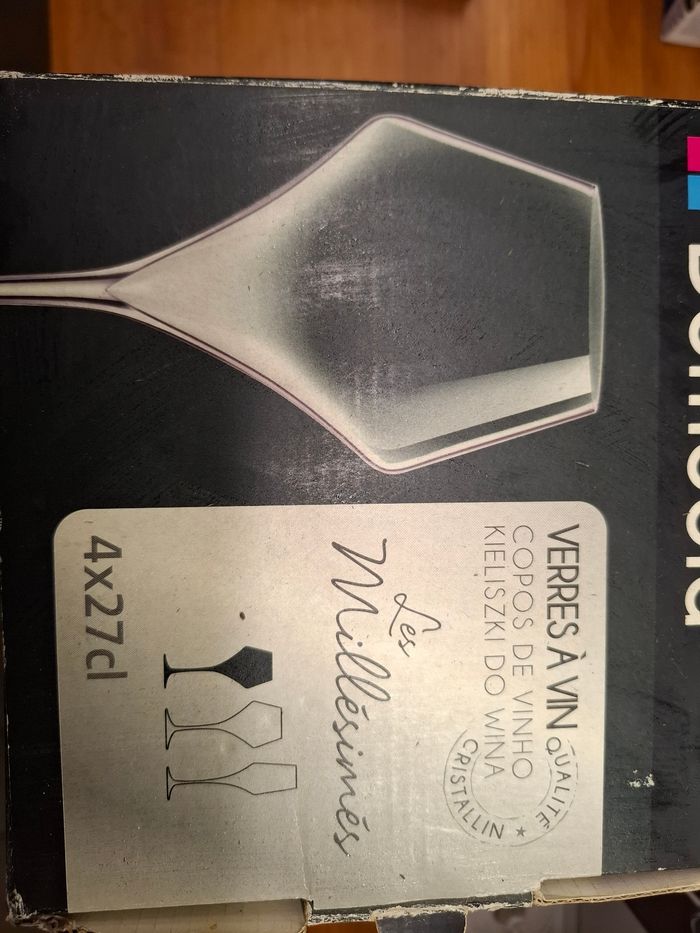 VERRES À VIN
COPOS DE VINHO
KIELISZKI DO WINA
QUALITÉ
CRISTALLIN
Les
Millésimés
4x27cl